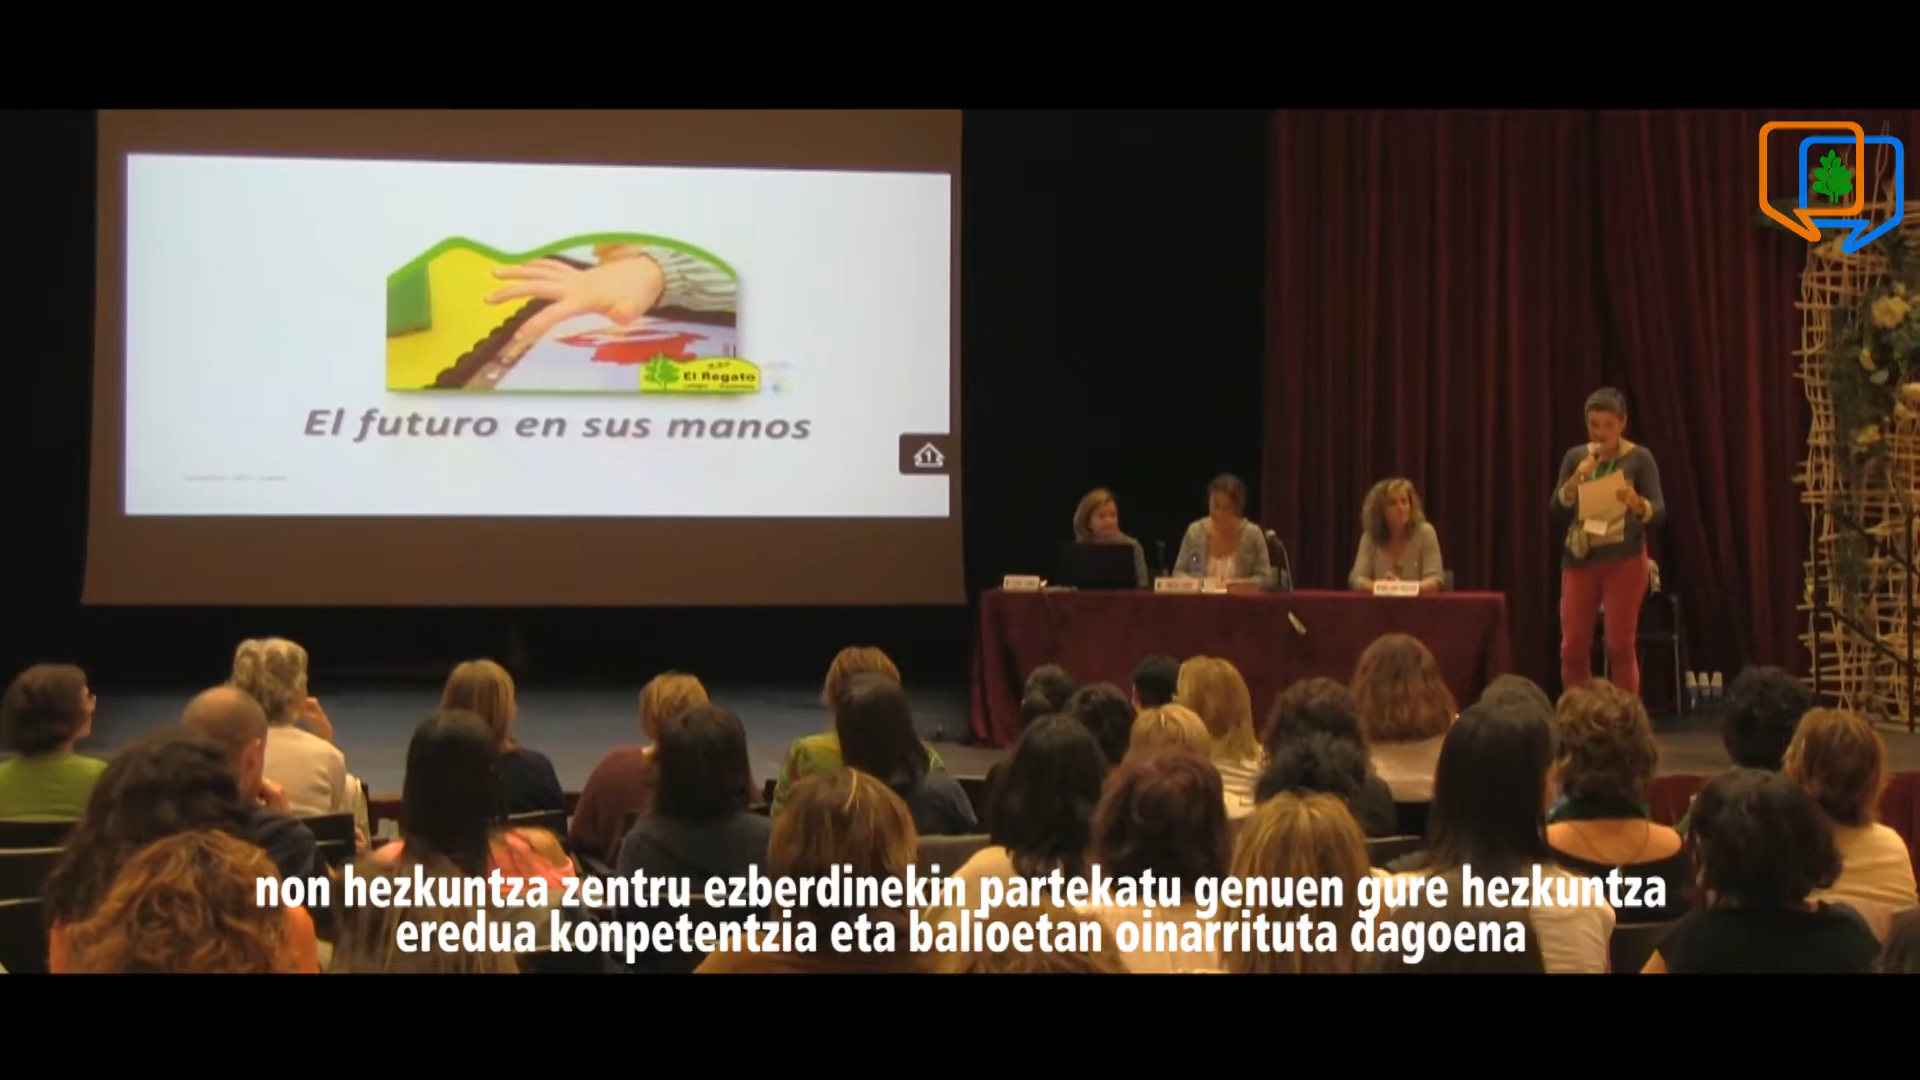 El Regato
El futuro en sus manos
1
non hezkuntza zentru ezberdinekin partekatu genuen gure hezkuntza
eredua konpetentzia eta balioetan oinarrituta dagoena